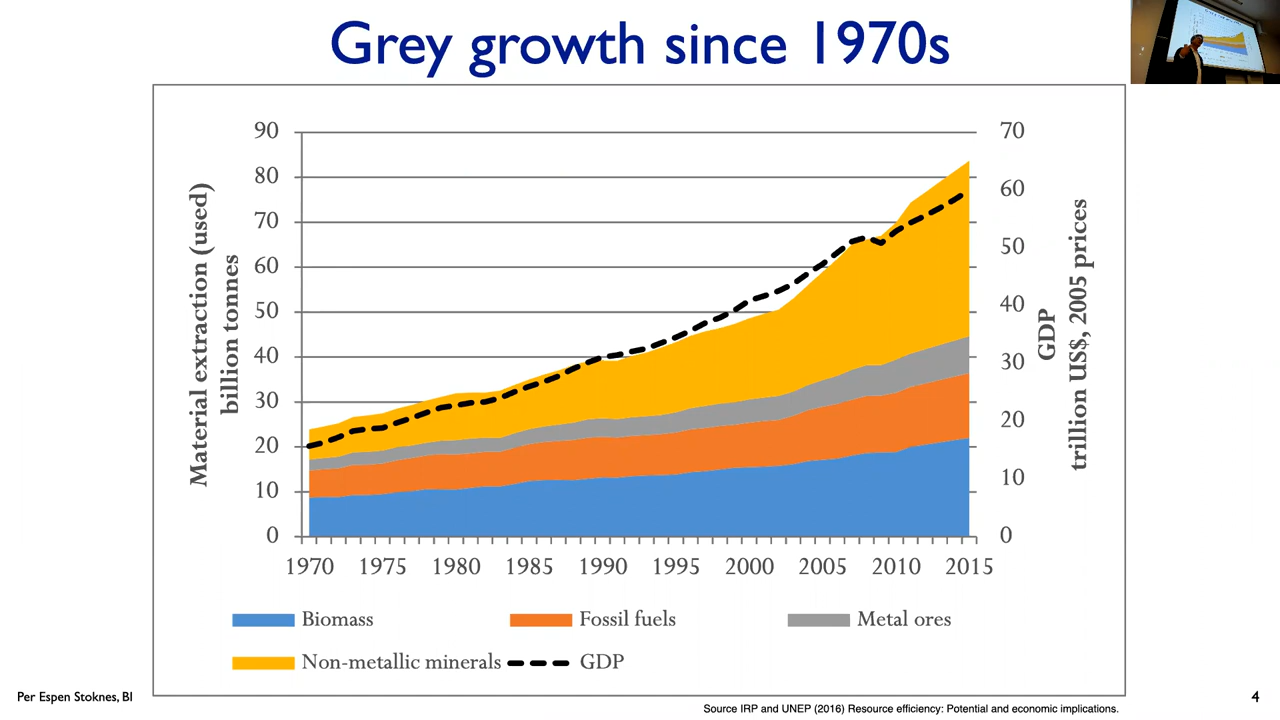 Grey growth since 1970s
90
80
70
60
50
40
30
20
10
0
Material extraction (used)
billion tonnes
70
60
50
40
30
20
10
0
GDP
trillion US$, 2005 prices
1970 1975 1980 1985 1990 1995 2000 2005 2010 2015
Biomass Fossil fuels Metal ores
Non-metallic minerals GDP
Per Espen Stoknes, BI
Source IRP and UNEP (2016) Resource efficiency: Potential and economic implications.
4